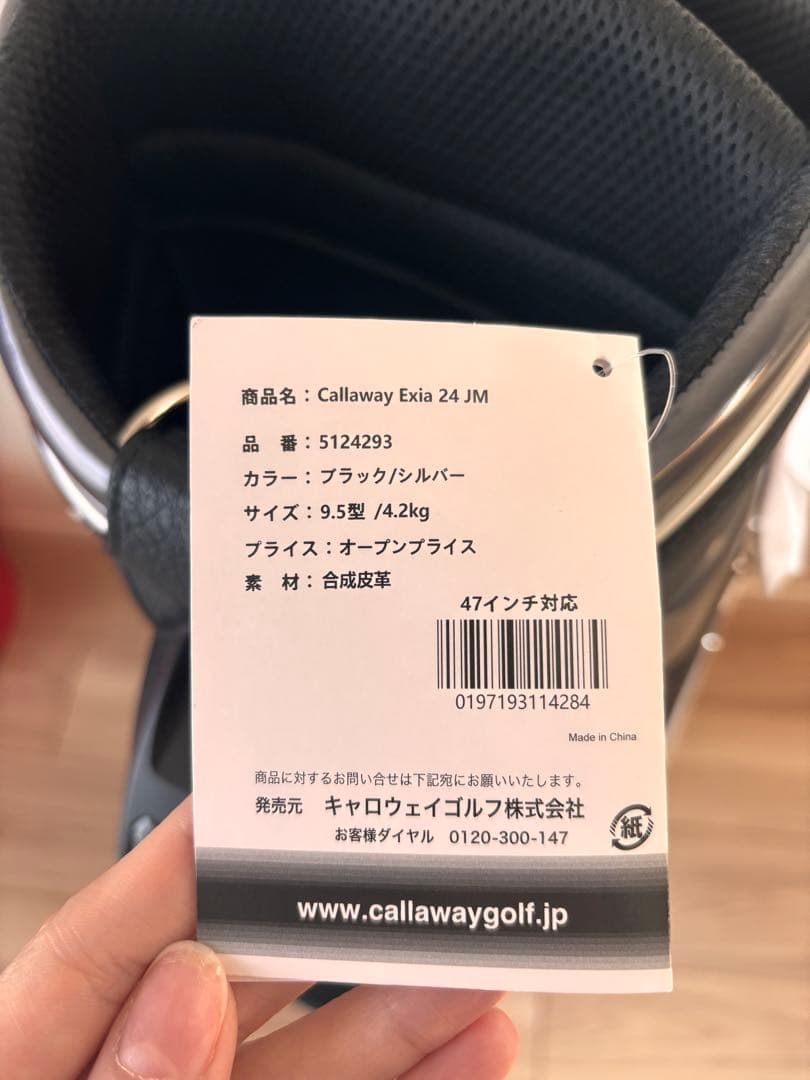 商品名：Callaway Exia 24 JM
品　番：5124293
カラー：ブラック/シルバー
サイズ：9.5型 /4.2kg
プライス：オープンプライス
素　材：合成皮革
47インチ対応
0197193114284
Made in China
商品に対するお問い合せは下記宛にお願いいたします。
発売元　キャロウェイゴルフ株式会社
お客様ダイヤル　0120-300-147
紙
www.callawaygolf.jp